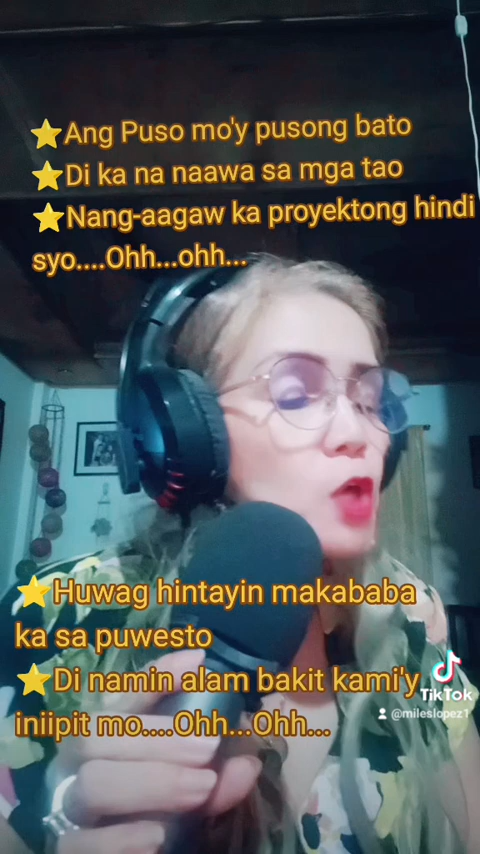 ⭐Ang Puso mo'y pusong bato
⭐Di ka na naawa sa mga tao
⭐Nang-aagaw ka proyektong hindi
syo....Ohh...ohh...
⭐Huwag hintayin makababa
ka sa puwesto
⭐Di namin alam bakit kami'y
iniipit mo....Ohh...Ohh...
TikTok
@mileslopez1